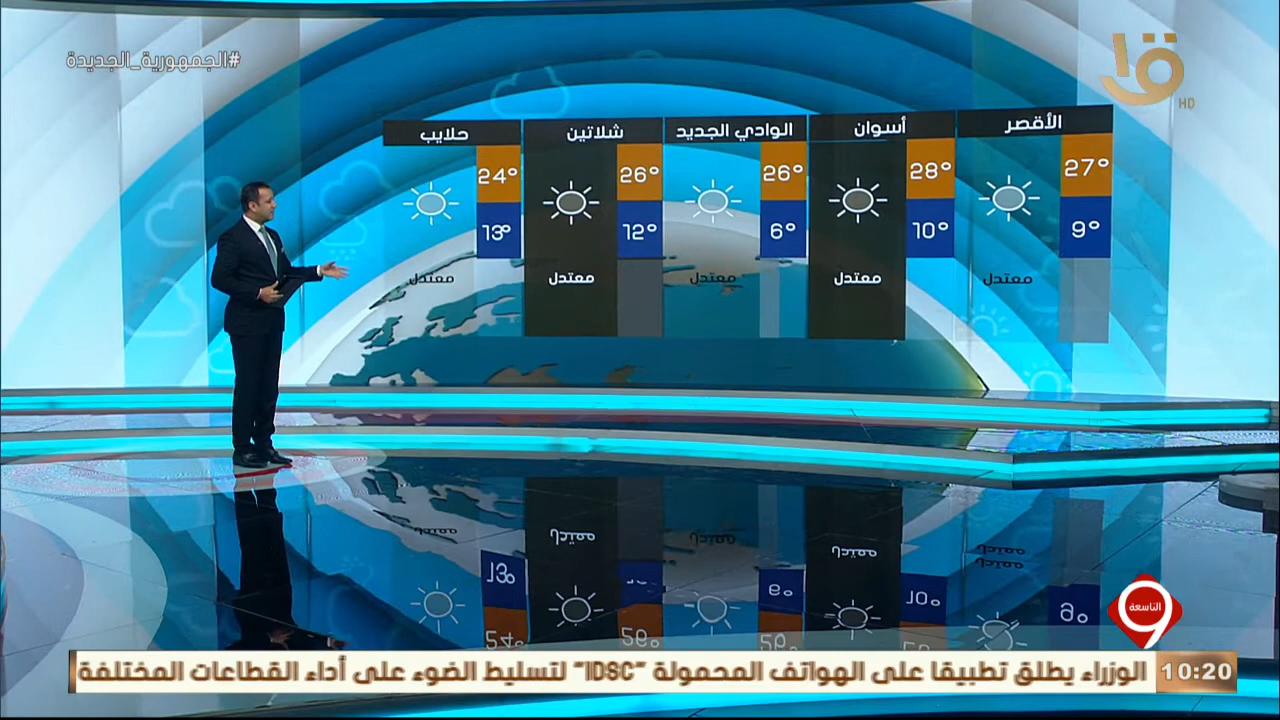 #الجمهورية_الجديدة
HD
الأقصر
27°
9°
معتدل
أسوان
28°
10°
معتدل
الوادي الجديد
26°
6°
معتدل
شلاتين
26°
12°
معتدل
حلايب
24°
13°
معتدل
التاسعة
9
10:20
الوزراء يطلق تطبيقا على الهواتف المحمولة "IDSC" لتسليط الضوء على أداء القطاعات المختلفة